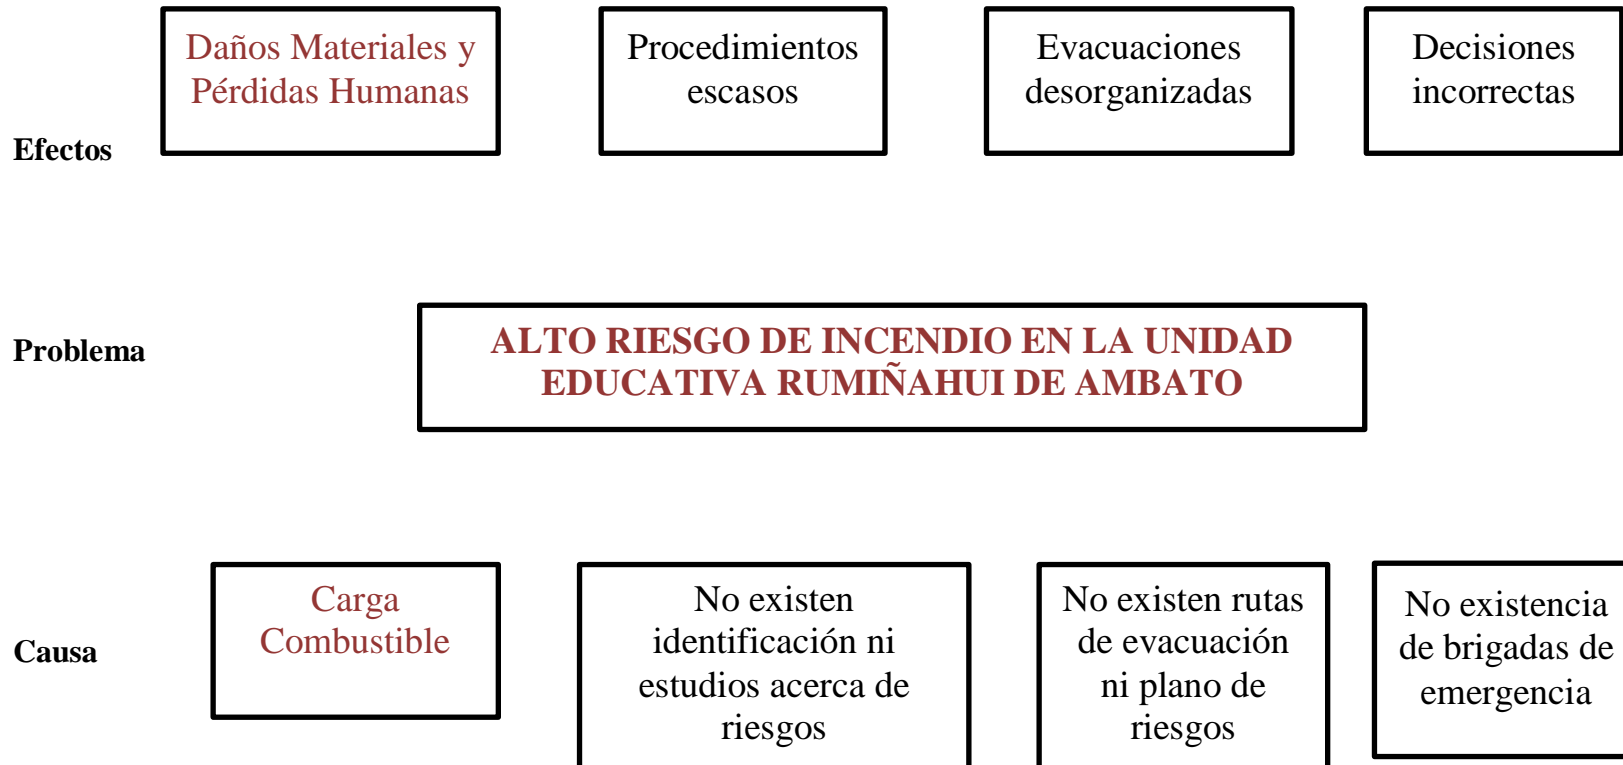 Daños Materiales y
Pérdidas Humanas
Procedimientos
escasos
Evacuaciones
desorganizadas
Decisiones
incorrectas
Efectos
Problema
ALTO RIESGO DE INCENDIO EN LA UNIDAD
EDUCATIVA RUMIÑAHUI DE AMBATO
Causa
Carga
Combustible
No existen
identificación ni
estudios acerca de
riesgos
No existen rutas
de evacuación
ni plano de
riesgos
No existencia
de brigadas de
emergencia